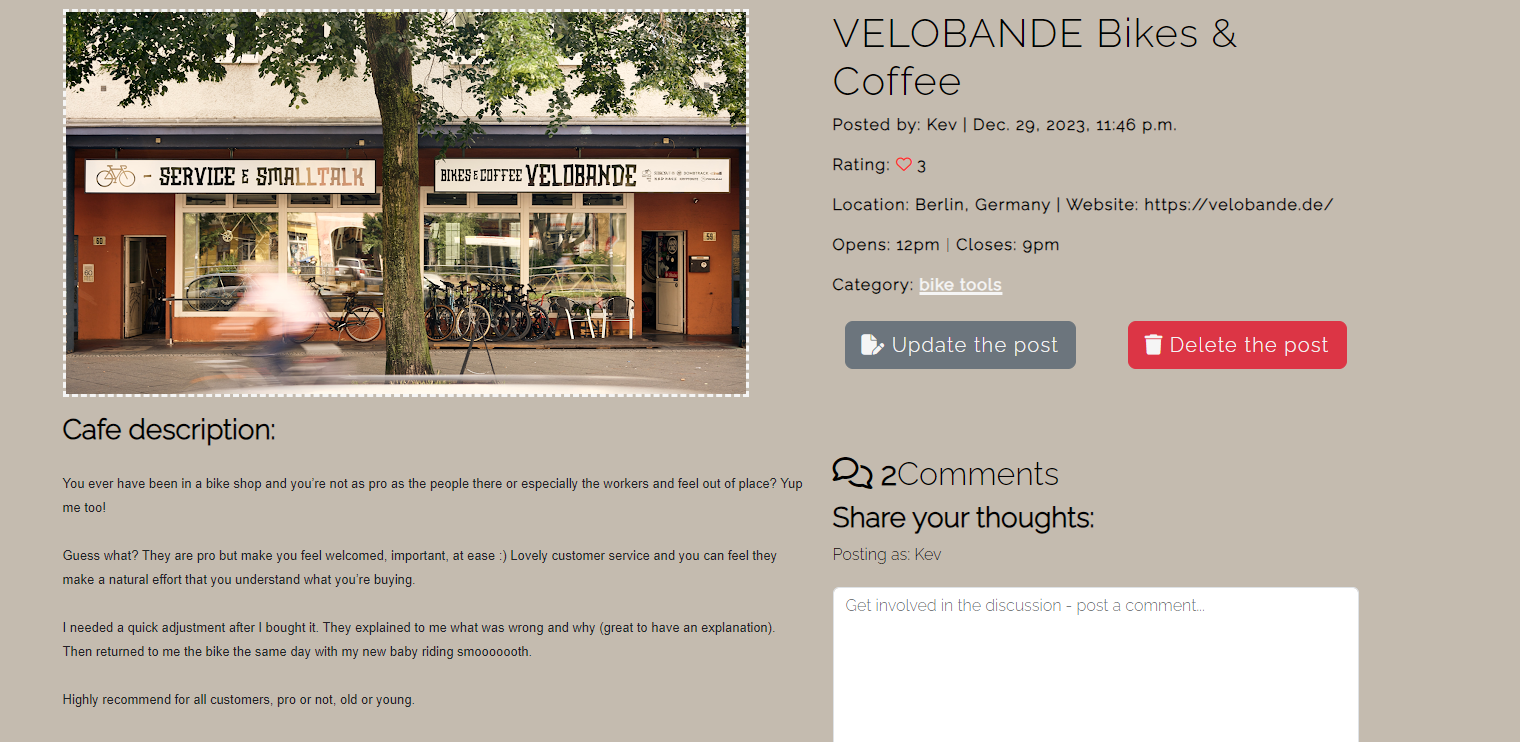 - SERVICE & SMALLTALK
BIKES & COFFEE VELOBANDE
60
59
60
Cafe description:
You ever have been in a bike shop and you're not as pro as the people there or especially the workers and feel out of place? Yup
me too!
Guess what? They are pro but make you feel welcomed, important, at ease :) Lovely customer service and you can feel they
make a natural effort that you understand what you're buying.
I needed a quick adjustment after I bought it. They explained to me what was wrong and why (great to have an explanation).
Then returned to me the bike the same day with my new baby riding smooooooth.
Highly recommend for all customers, pro or not, old or young.
VELOBANDE Bikes &
Coffee
Posted by: Kev | Dec. 29, 2023, 11:46 p.m.
Rating: 3
Location: Berlin, Germany | Website: https://velobande.de/
Opens: 12pm | Closes: 9pm
Category: bike tools
Update the post
Delete the post
2Comments
Share your thoughts:
Posting as: Kev
Get involved in the discussion - post a comment...